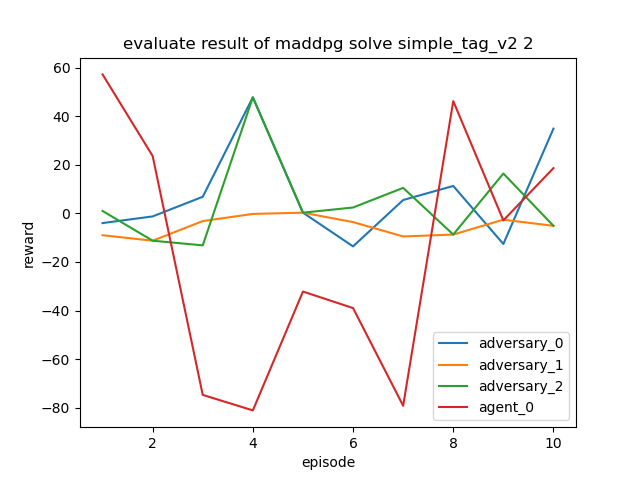 evaluate result of maddpg solve simple_tag_v2 2
60
40
20
0
−20
−40
−60
−80
reward
2
4
6
8
10
episode
adversary_0
adversary_1
adversary_2
agent_0